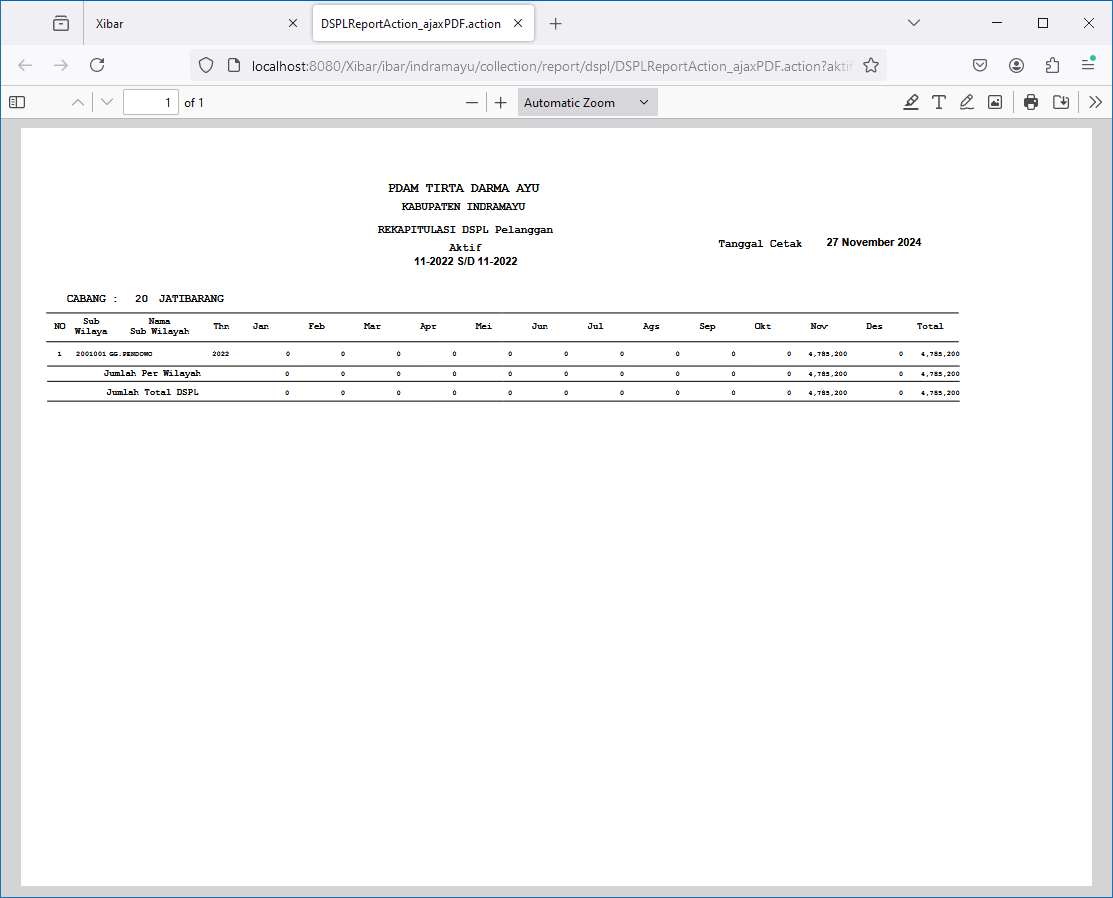 Xibar
DSPLReportAction_ajaxPDF.action
localhost:8080/Xibar/ibar/indramayu/collection/report/dspl/DSPLReportAction_ajaxPDF.action?aktif
1 of 1
Automatic Zoom
PDAM TIRTA DARMA AYU
KABUPATEN INDRAMAYU
REKAPITULASI DSPL Pelanggan
Aktif
Tanggal Cetak 27 November 2024
11-2022 S/D 11-2022
CABANG : 20 JATIBARANG
NO Sub Wilaya Nama Sub Wilayah Thn Jan Feb Mar Apr Mei Jun Jul Ags Sep Okt Nov Des Total
1 2001001 GG.PENDOWO 2022 0 0 0 0 0 0 0 0 0 0 4,785,200 0 4,785,200
Jumlah Per Wilayah 0 0 0 0 0 0 0 0 0 0 4,785,200 0 4,785,200
Jumlah Total DSPL 0 0 0 0 0 0 0 0 0 0 4,785,200 0 4,785,200